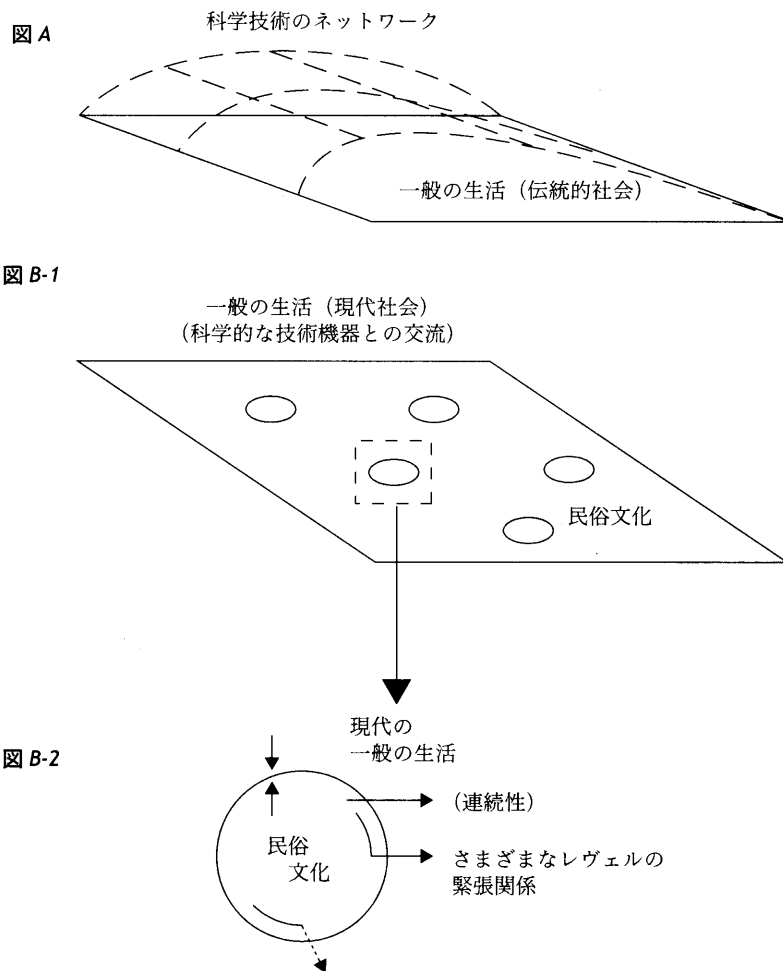 図 A
科学技術のネットワーク
一般の生活（伝統的社会）
図 B-1
一般の生活（現代社会）
（科学的な技術機器との交流）
民俗文化
図 B-2
現代の
一般の生活
民俗
文化
（連続性）
さまざまなレヴェルの
緊張関係